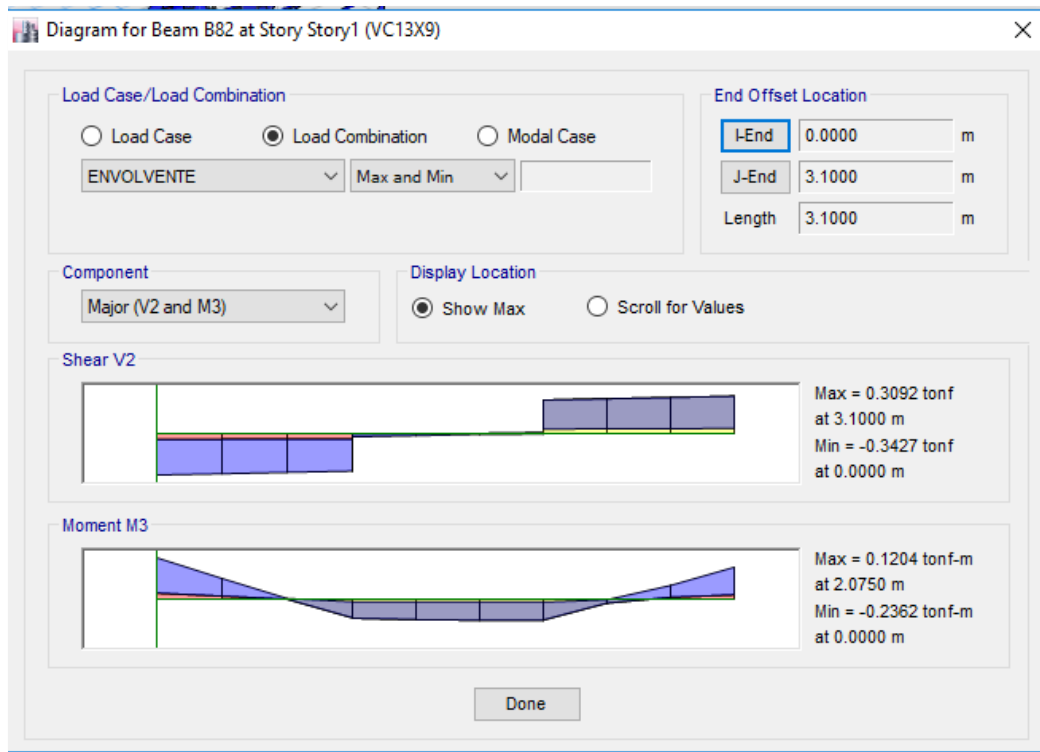 Diagram for Beam B82 at Story Story1 (VC13X9)
Load Case/Load Combination
Load Case
Load Combination
Modal Case
ENVOLVENTE
Max and Min
End Offset Location
I-End
0.0000
m
J-End
3.1000
m
Length
3.1000
m
Component
Major (V2 and M3)
Display Location
Show Max
Scroll for Values
Shear V2
Max = 0.3092 tonf
at 3.1000 m
Min = -0.3427 tonf
at 0.0000 m
Moment M3
Max = 0.1204 tonf-m
at 2.0750 m
Min = -0.2362 tonf-m
at 0.0000 m
Done